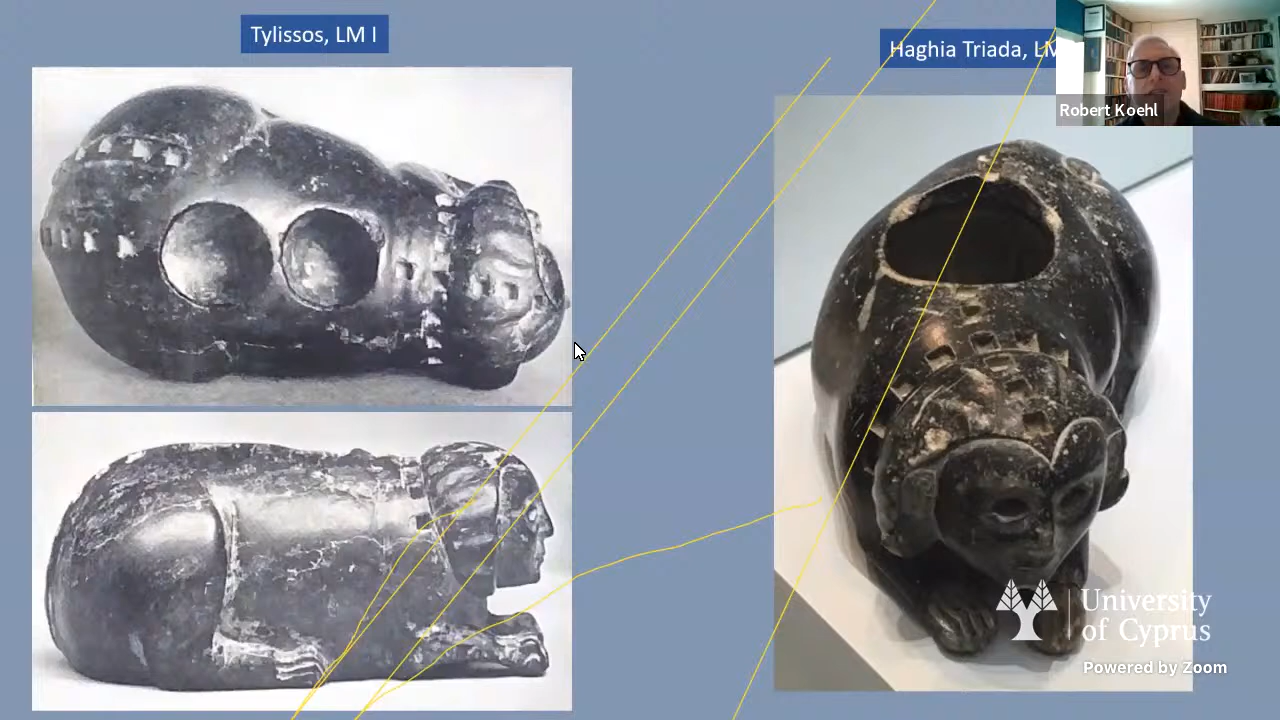 Tylissos, LM I
Haghia Triada, LM
Robert Koehl
University
of Cyprus
Powered by Zoom